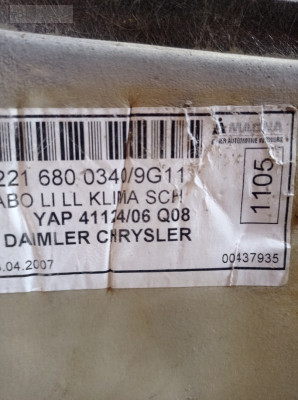 MAGNA
221 680 0340/9G11
ABO LI LL KLIMA SCH
YAP 41124/06 Q08
DAIMLER CHRYSLER
.04.2007
00437935
1105